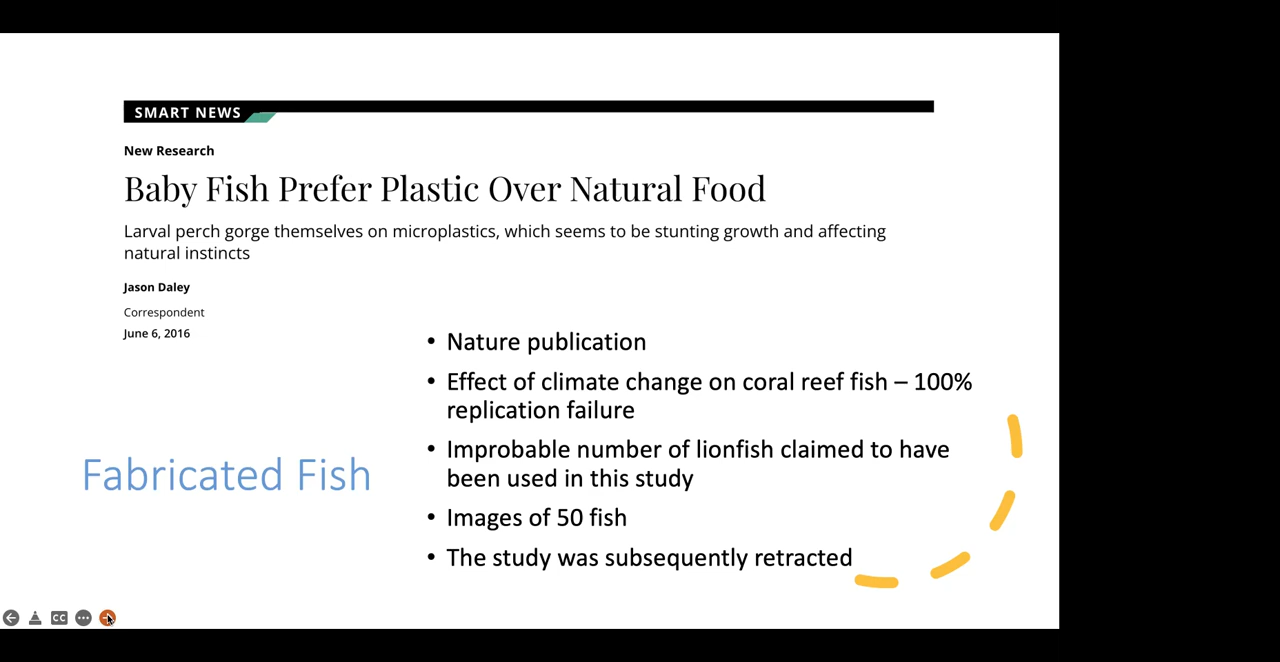 SMART NEWS
New Research
Baby Fish Prefer Plastic Over Natural Food
Larval perch gorge themselves on microplastics, which seems to be stunting growth and affecting
natural instincts
Jason Daley
Correspondent
June 6, 2016
Fabricated Fish
• Nature publication
• Effect of climate change on coral reef fish – 100%
replication failure
• Improbable number of lionfish claimed to have
been used in this study
• Images of 50 fish
• The study was subsequently retracted
CC